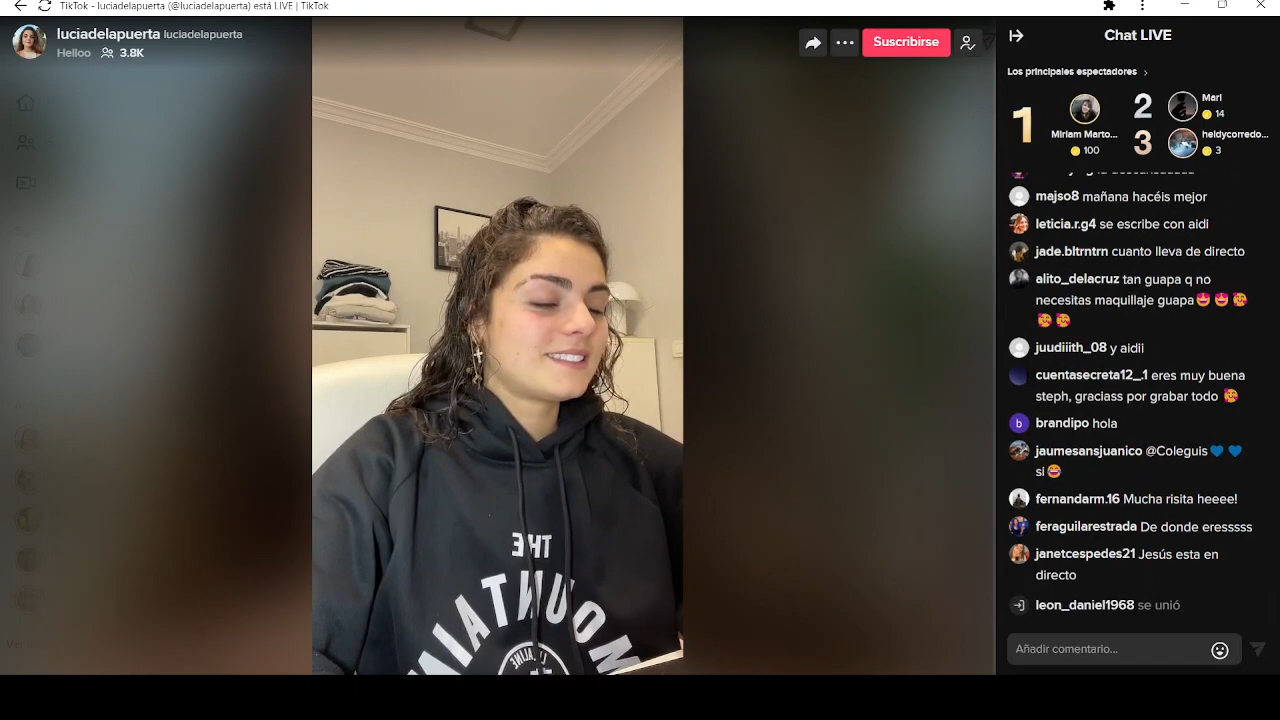 TikTok - luciadelapuerta (@luciadelapuerta) está LIVE | TikTok
luciadelapuerta luciadelapuerta
Helloo 3.8K
Suscribirse
Chat LIVE
Los principales espectadores
1
Miriam Marto...
100
2
Mari
14
3
heidycorredo...
3
majso8 mañana hacéis mejor
leticia.r.g4 se escribe con aidi
jade.bltrntrn cuanto lleva de directo
alito_delacruz tan guapa q no
necesitas maquillaje guapa😍😍🥰
🥰🥰
juudiiith_08 y aidii
cuentasecreta12_.1 eres muy buena
steph, graciass por grabar todo 🥰
b
brandipo hola
jaumesansjuanico @Coleguis💙💙
si😂
fernandarm.16 Mucha risita heeee!
feraguilarestrada De donde eresssss
janetcespedes21 Jesús esta en
directo
leon_daniel1968 se unió
Añadir comentario...
THE
MOUNTAIN